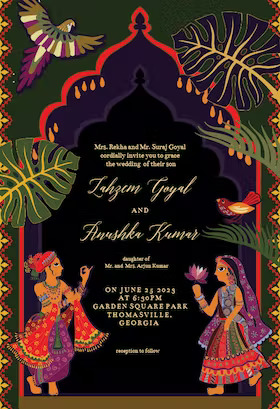 Mrs. Rekha and Mr. Suraj Goyal
cordially invite you to grace
the wedding of their son
Tahzem Goyal
AND
Anushka Kumar
daughter of
Mr. and Mrs. Arjun Kumar
ON JUNE 25 2023
AT 6:30PM
GARDEN SQUARE PARK
THOMASVILLE,
GEORGIA
reception to follow